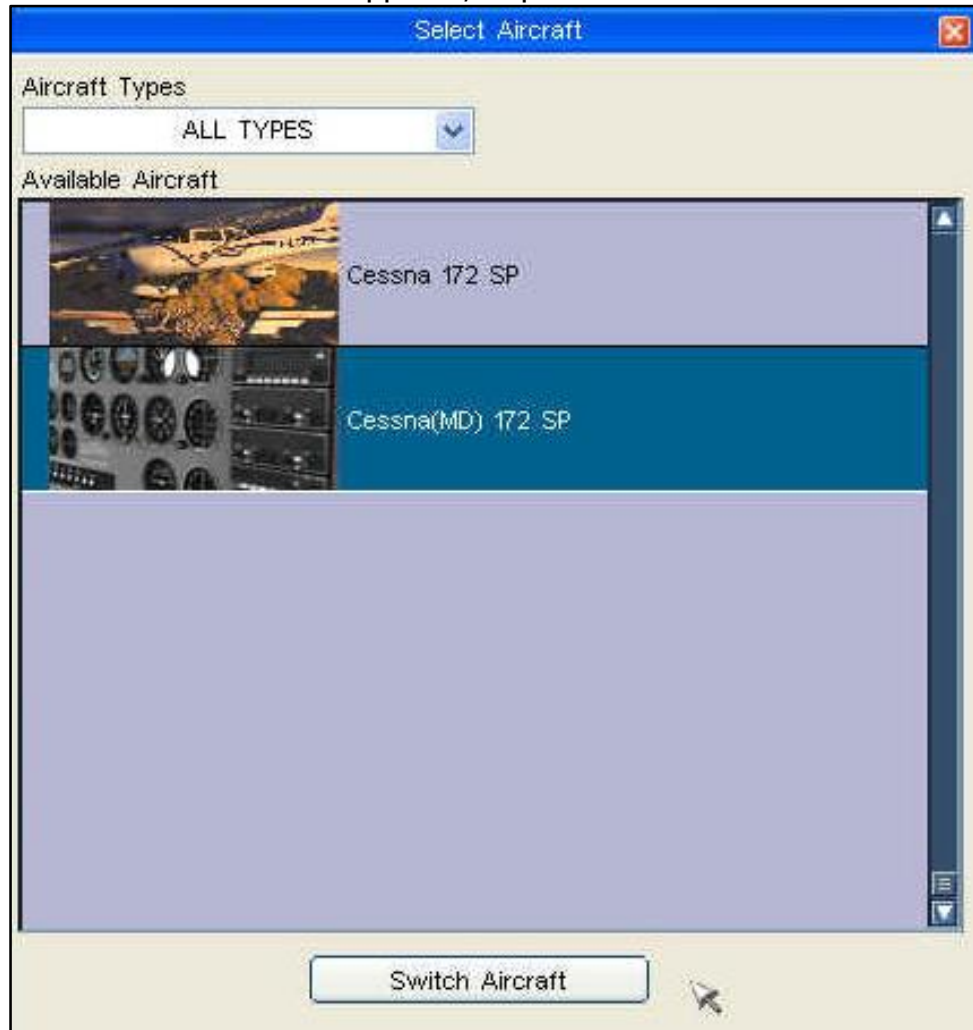 Select Aircraft
Aircraft Types
ALL TYPES
Available Aircraft
Cessna 172 SP
Cessna(MD) 172 SP
Switch Aircraft